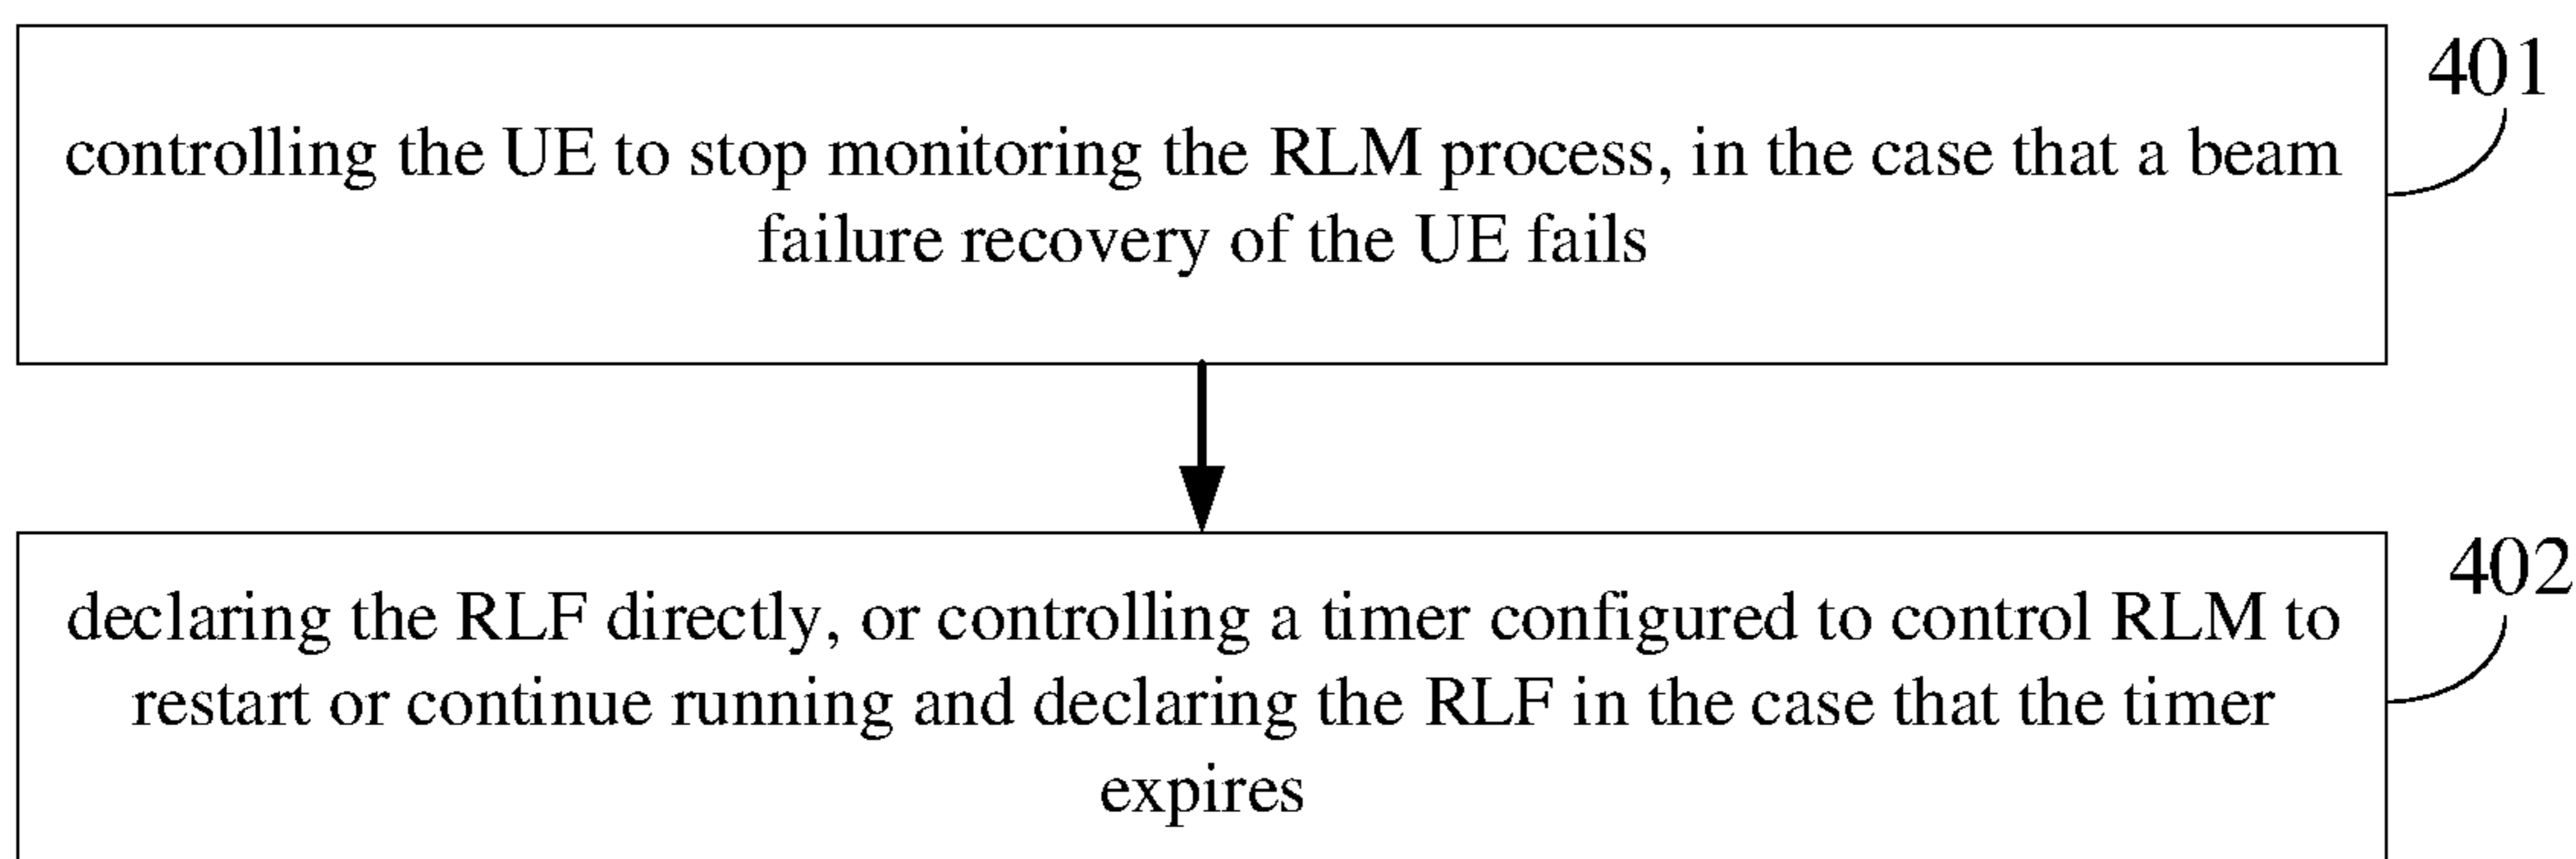 401
controlling the UE to stop monitoring the RLM process, in the case that a beam
failure recovery of the UE fails
402
declaring the RLF directly, or controlling a timer configured to control RLM to
restart or continue running and declaring the RLF in the case that the timer
expires